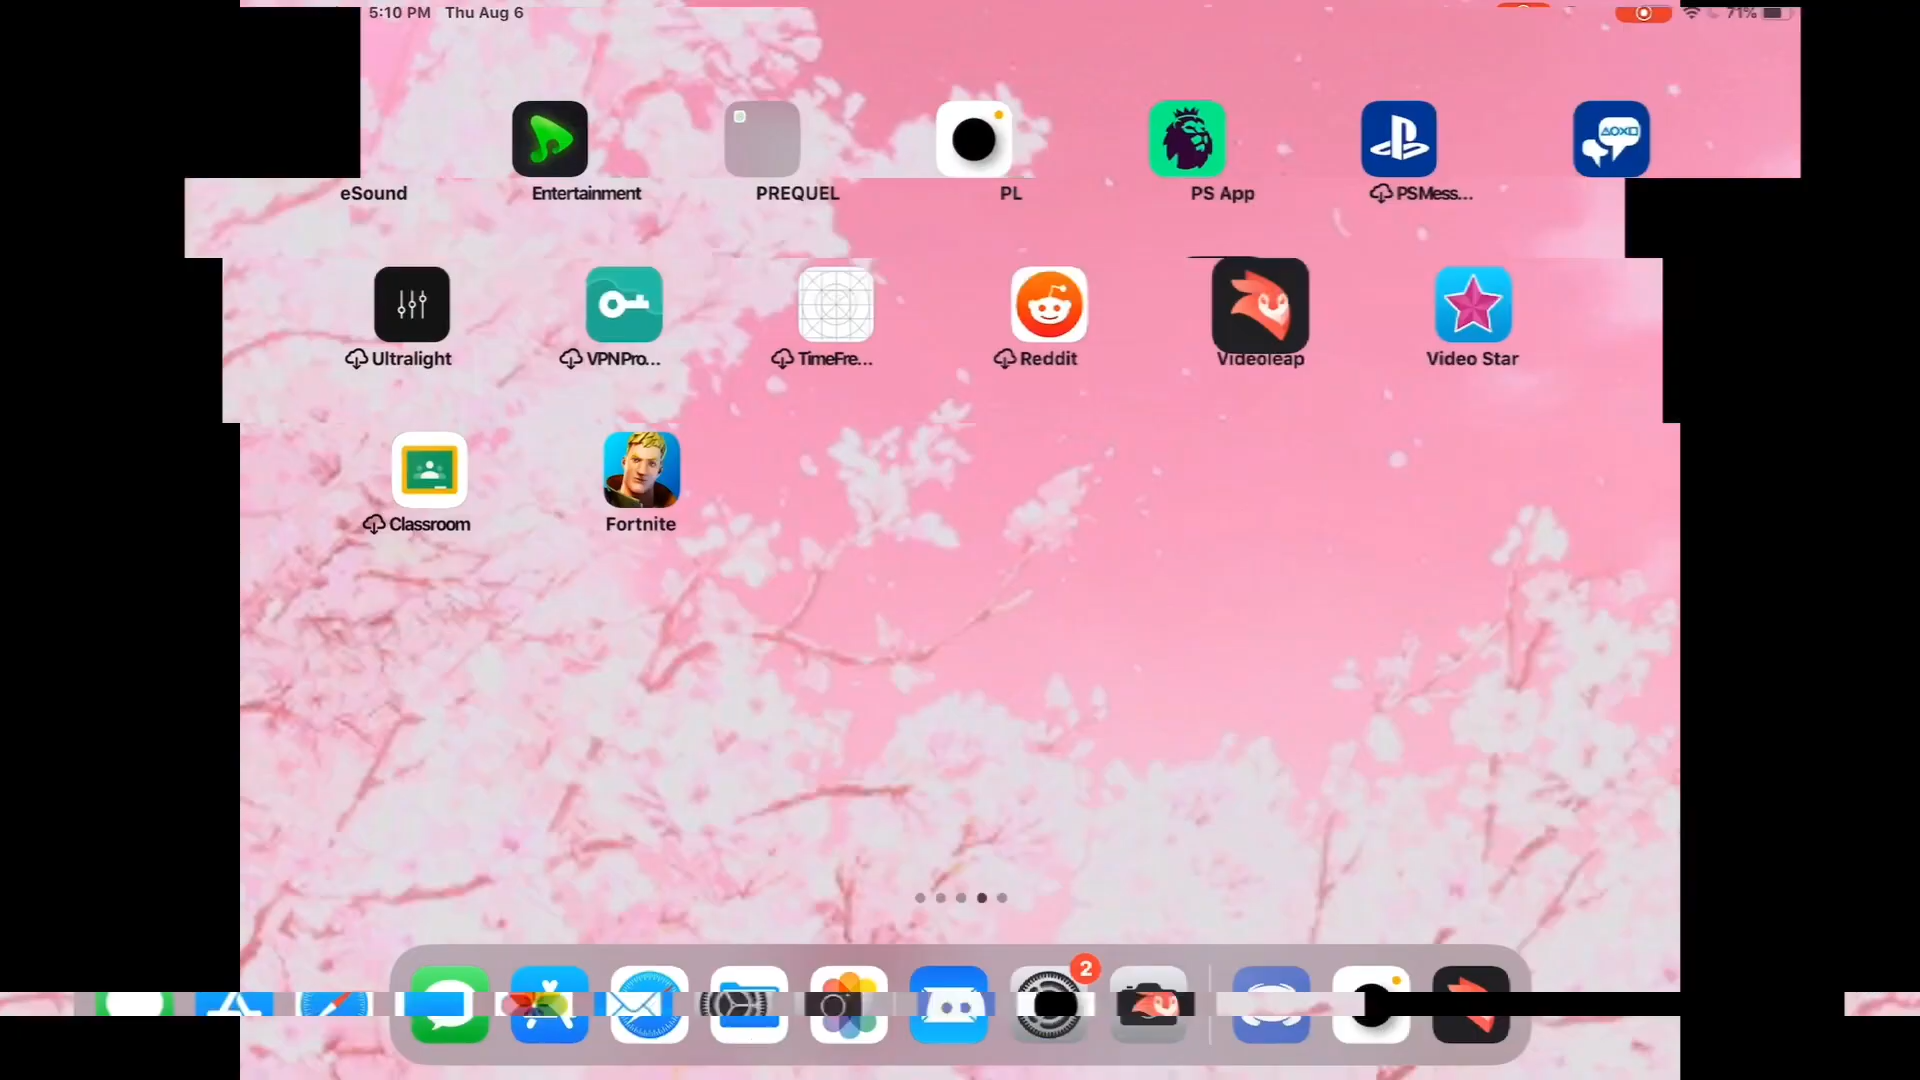 5:10 PM Thu Aug 6 71%
eSound Entertainment PREQUEL PL PS App PSMess...
Ultralight VPNPro... TimeFre... Reddit Videoleap Video Star
Classroom Fortnite
2